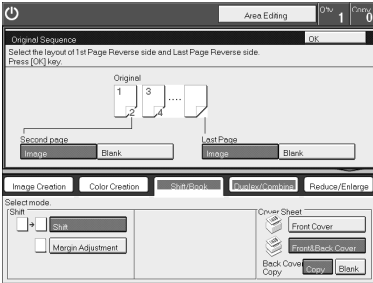 Area Editing
Q'ty
Copy
1
0
Original Sequence
OK
Select the layout of 1st Page Reverse side and Last Page Reverse side.
Press [OK] key.
Original
1 3 ....
2 4
Second page
Last Page
Image Blank
Image Blank
Image Creation Color Creation Shift/Book Duplex/Combine Reduce/Enlarge
Select mode.
Shift
Cover Sheet
Shift
Front Cover
Margin Adjustment
Front&Back Cover
Back Cover
Copy
Copy Blank